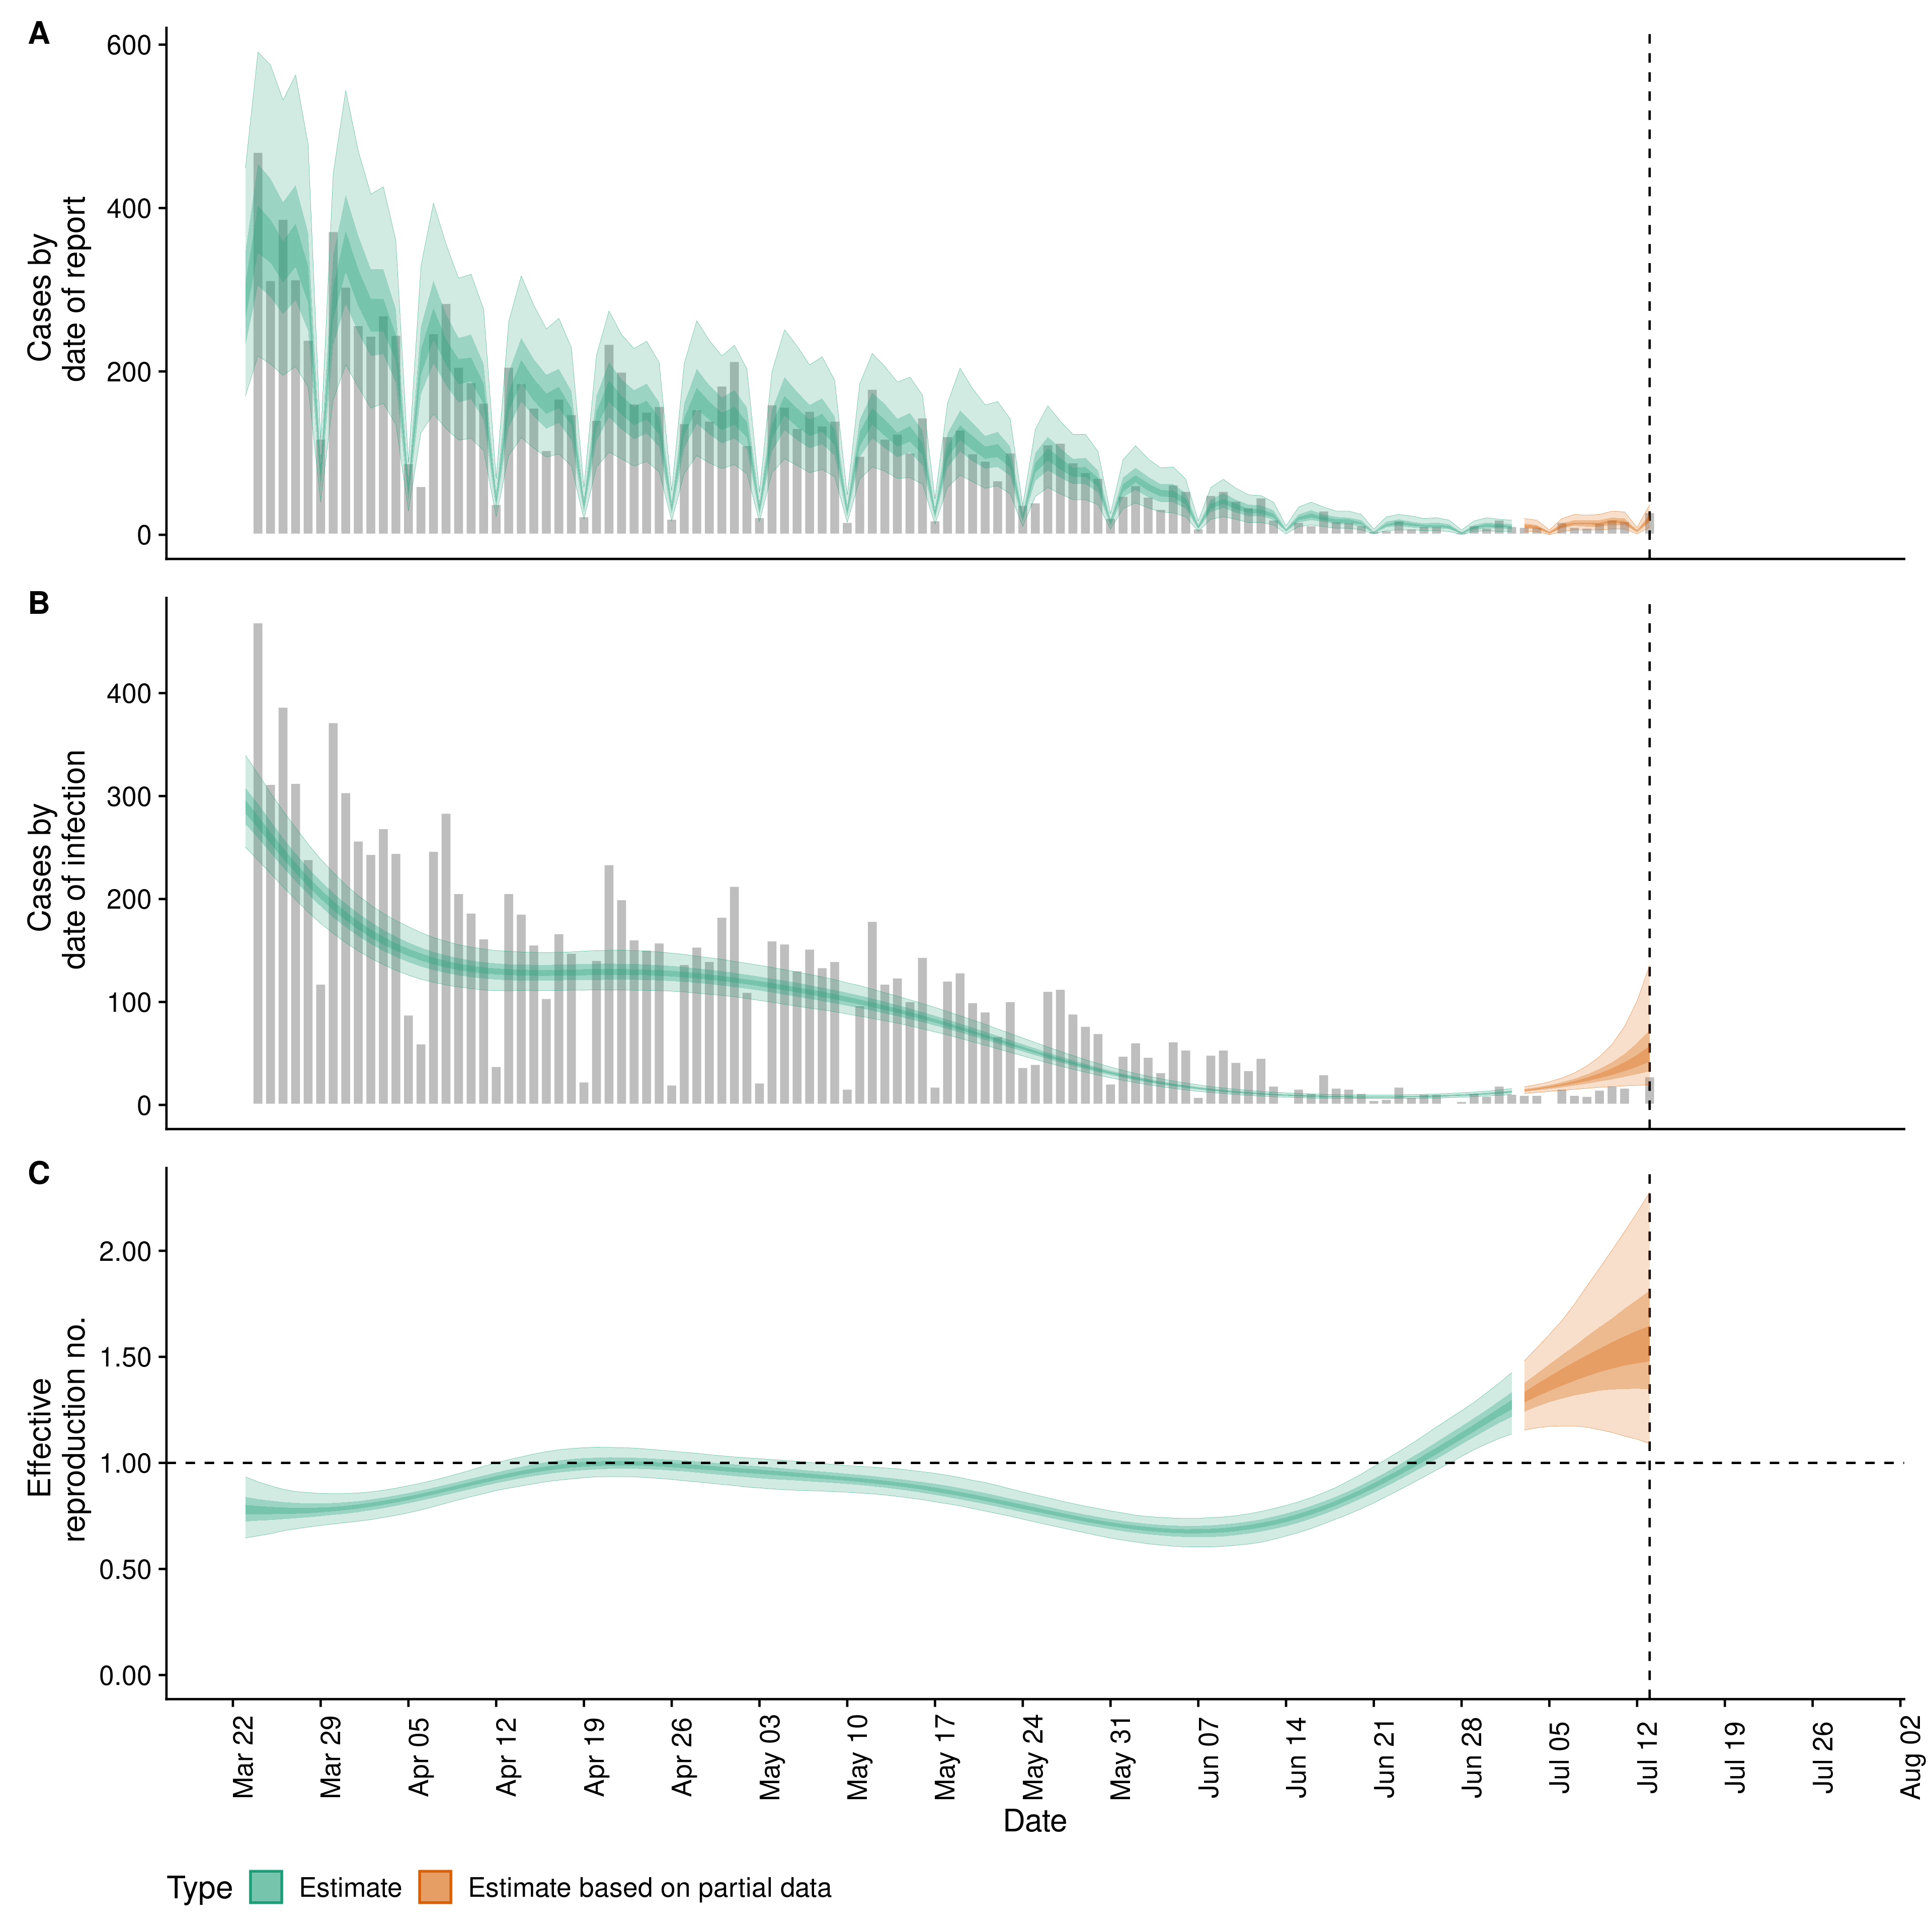 A
600
400
200
0
Cases by
date of report
B
400
300
200
100
0
Cases by
date of infection
C
2.00
1.50
1.00
0.50
0.00
Effective
reproduction no.
Mar 22
Mar 29
Apr 05
Apr 12
Apr 19
Apr 26
May 03
May 10
May 17
May 24
May 31
Jun 07
Jun 14
Jun 21
Jun 28
Jul 05
Jul 12
Jul 19
Jul 26
Aug 02
Date
Type Estimate Estimate based on partial data